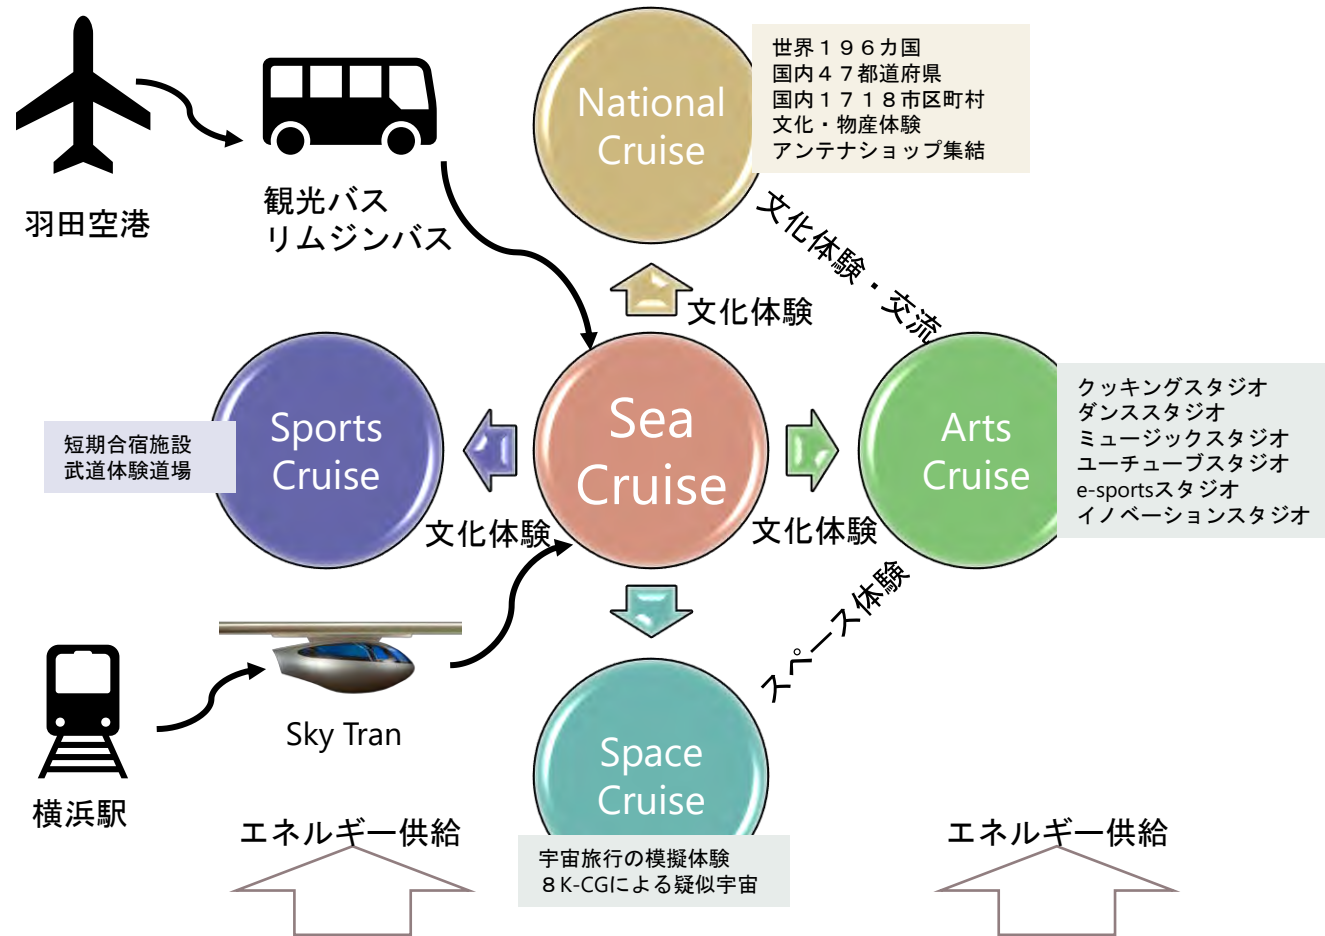 National
Cruise
世界１９６カ国
国内４７都道府県
国内１７１８市区町村
文化・物産体験
アンテナショップ集結
羽田空港
観光バス
リムジンバス
文化体験・交流
文化体験
Sports
Cruise
短期合宿施設
武道体験道場
Sea
Cruise
Arts
Cruise
クッキングスタジオ
ダンススタジオ
ミュージックスタジオ
ユーチューブスタジオ
e-sportsスタジオ
イノベーションスタジオ
文化体験
文化体験
スペース体験
Sky Tran
横浜駅
Space
Cruise
宇宙旅行の模擬体験
８K-CGによる疑似宇宙
エネルギー供給
エネルギー供給